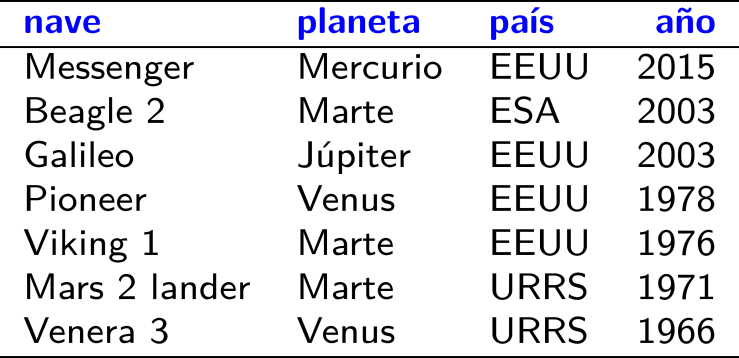 nave planeta país año
Messenger Mercurio EEUU 2015
Beagle 2 Marte ESA 2003
Galileo Júpiter EEUU 2003
Pioneer Venus EEUU 1978
Viking 1 Marte EEUU 1976
Mars 2 lander Marte URRS 1971
Venera 3 Venus URRS 1966